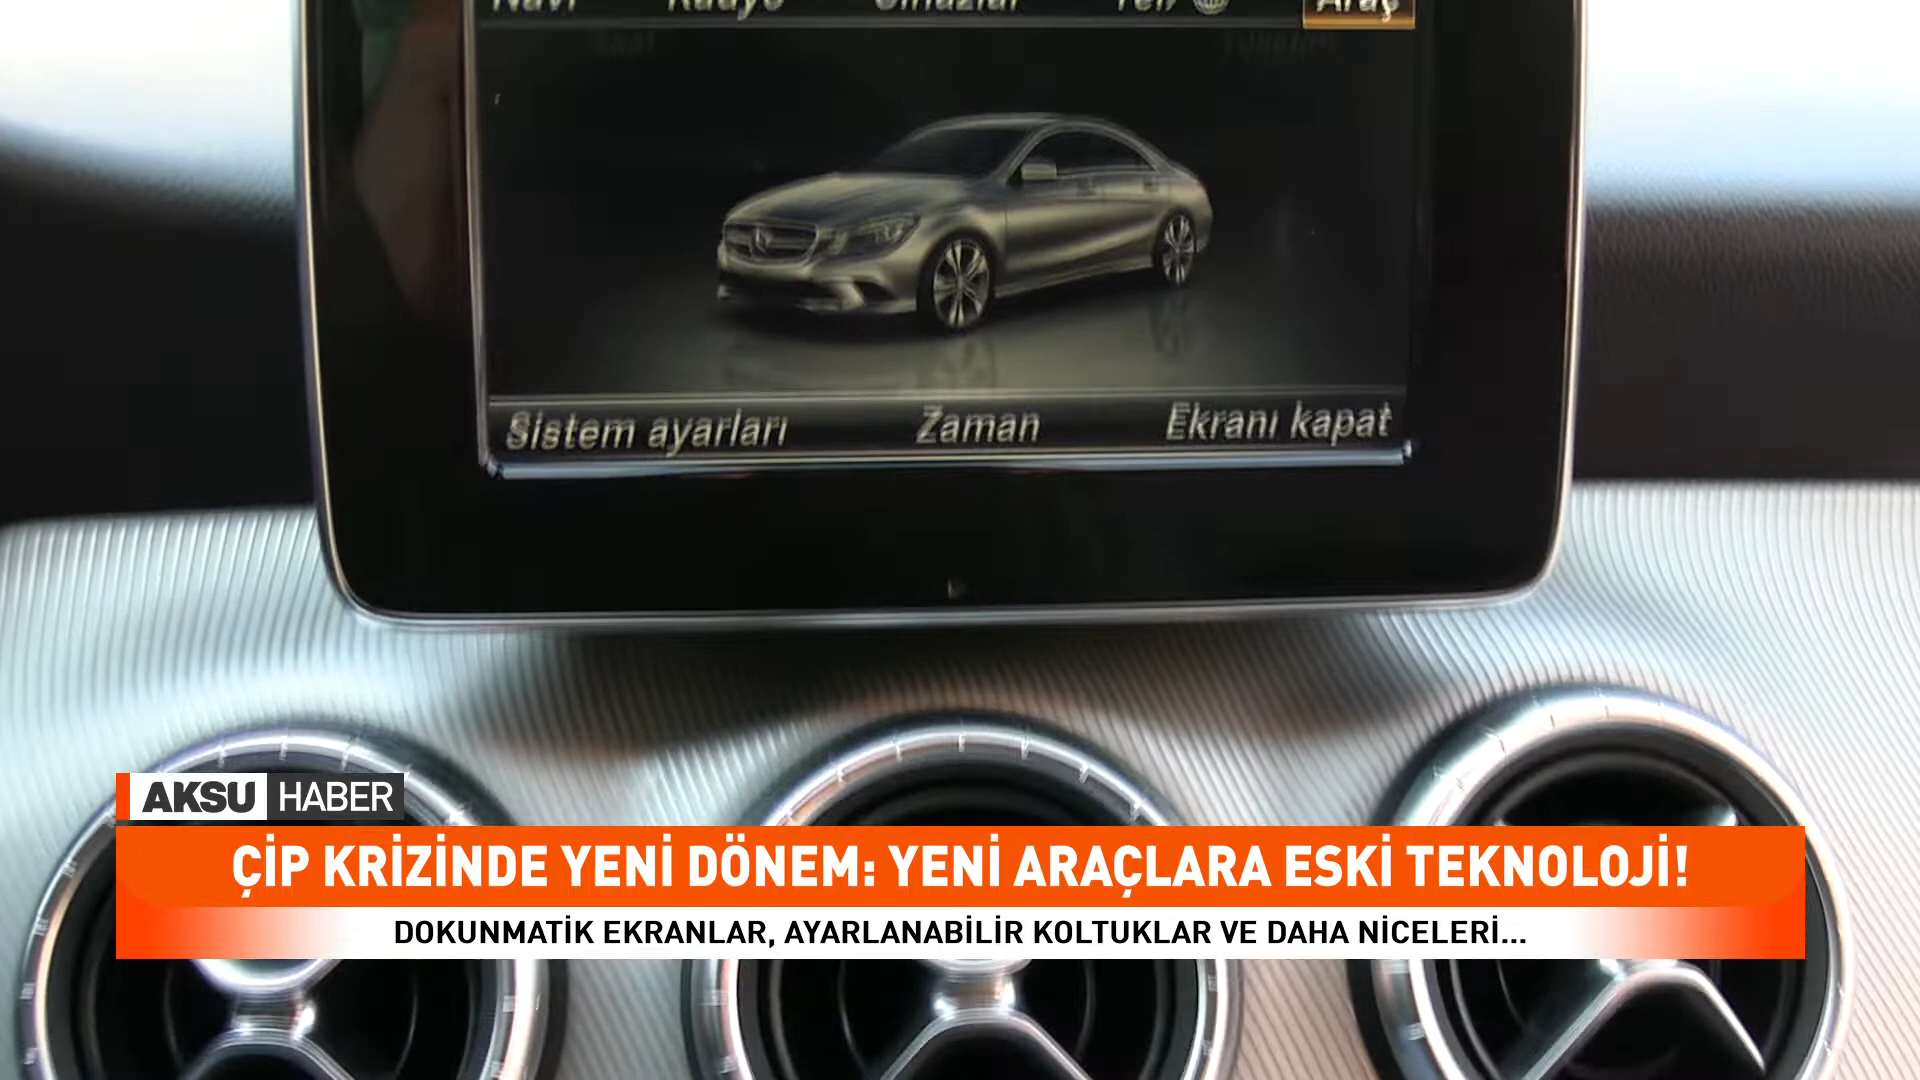 Araç
Sistem ayarları Zaman Ekranı kapat
AKSU HABER
ÇİP KRİZİNDE YENİ DÖNEM: YENİ ARAÇLARA ESKİ TEKNOLOJİ!
DOKUNMATİK EKRANLAR, AYARLANABİLİR KOLTUKLAR VE DAHA NİCELERİ...